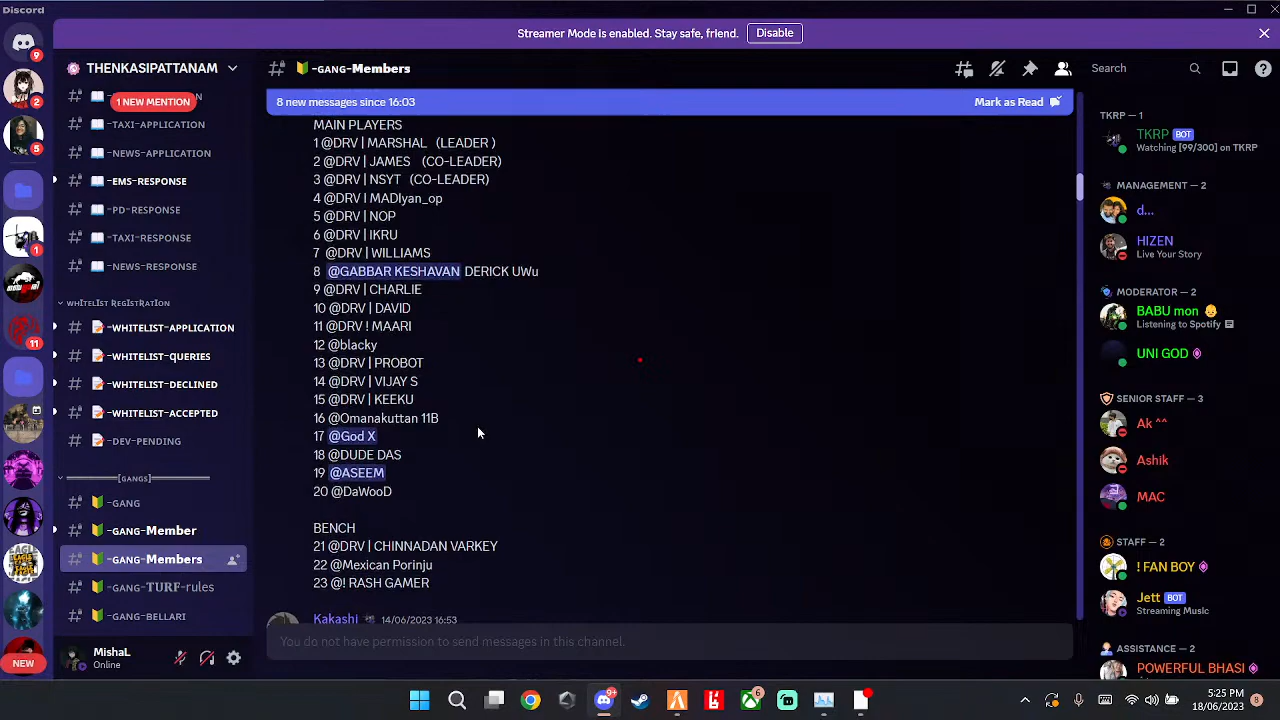 Discord
Streamer Mode is enabled. Stay safe, friend.
Disable
9
2
5
1
11
NEW
THENKASIPATTANAM
1 NEW MENTION
-TAXI-APPLICATION
-NEWS-APPLICATION
-EMS-RESPONSE
-PD-RESPONSE
-TAXI-RESPONSE
-NEWS-RESPONSE
WHITELIST REGISTRATION
-WHITELIST-APPLICATION
-WHITELIST-QUERIES
-WHITELIST-DECLINED
-WHITELIST-ACCEPTED
-DEV-PENDING
[GANGS]
-GANG
-GANG-Member
-GANG-Members
-GANG-TURF-rules
-GANG-BELLARI
MishaL
Online
-GANG-Members
Search
8 new messages since 16:03
Mark as Read
MAIN PLAYERS
1 @DRV | MARSHAL (LEADER )
2 @DRV | JAMES (CO-LEADER)
3 @DRV | NSYT (CO-LEADER)
4 @DRV I MADIyan_op
5 @DRV | NOP
6 @DRV | IKRU
7 @DRV | WILLIAMS
8 @GABBAR KESHAVAN DERICK UWu
9 @DRV | CHARLIE
10 @DRV | DAVID
11 @DRV ! MAARI
12 @blacky
13 @DRV | PROBOT
14 @DRV | VIJAY S
15 @DRV | KEEKU
16 @Omanakuttan 11B
17 @God X
18 @DUDE DAS
19 @ASEEM
20 @DaWooD
BENCH
21 @DRV | CHINNADAN VARKEY
22 @Mexican Porinju
23 @! RASH GAMER
Kakashi 14/06/2023 16:53
You do not have permission to send messages in this channel.
TKRP — 1
TKRP BOT
Watching [99/300] on TKRP
MANAGEMENT — 2
d...
HIZEN
Live Your Story
MODERATOR — 2
BABU mon
Listening to Spotify
UNI GOD
SENIOR STAFF — 3
Ak ^^
Ashik
MAC
STAFF — 2
! FAN BOY
Jett BOT
Streaming Music
ASSISTANCE — 2
POWERFUL BHASI
9+
6
5:25 PM
18/06/2023
8